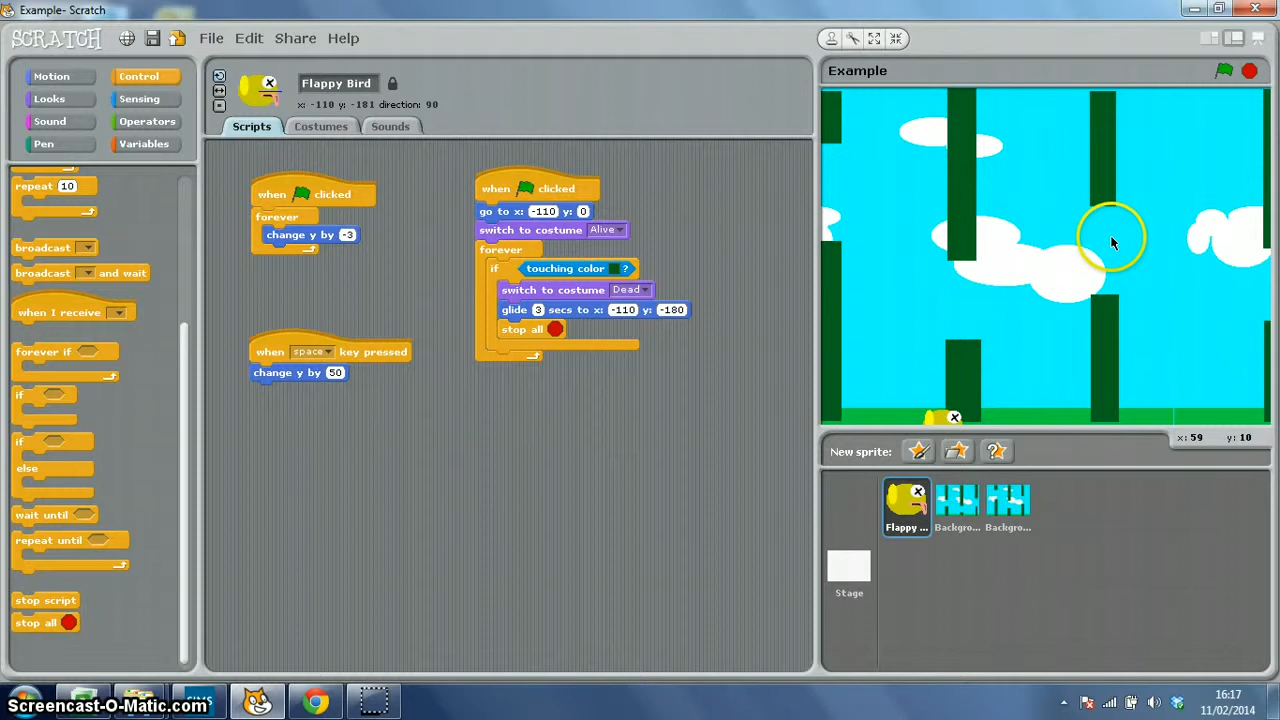 Example- Scratch
SCRATCH File Edit Share Help
Motion Control
Looks Sensing
Sound Operators
Pen Variables
repeat 10
broadcast
broadcast and wait
when I receive
forever if
if
if
else
wait until
repeat until
stop script
stop all
Flappy Bird
x: -110 y: -181 direction: 90
Scripts Costumes Sounds
when clicked
forever
change y by -3
when space key pressed
change y by 50
when clicked
go to x: -110 y: 0
switch to costume Alive
forever
if touching color ?
switch to costume Dead
glide 3 secs to x: -110 y: -180
stop all
Example
x: 59 y: 10
New sprite:
Flappy ... Backgro... Backgro...
Stage
SIMS
Screencast-O-Matic.com
16:17
11/02/2014